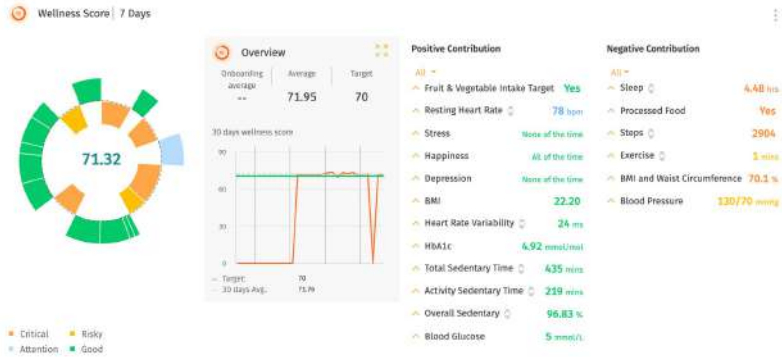 Wellness Score | 7 Days
71.32
Critical
Risky
Attention
Good
Overview
Onboarding average
--
Average
71.95
Target
70
30 days wellness score
90
60
30
0
Target: 70
30 days Avg.
Positive Contribution
All
Fruit & Vegetable Intake Target Yes
Resting Heart Rate 78 bpm
Stress None of the time
Happiness All of the time
Depression None of the time
BMI 22.20
Heart Rate Variability 24 ms
HbA1c 4.92 mmol/mol
Total Sedentary Time 435 mins
Activity Sedentary Time 219 mins
Overall Sedentary 96.83 %
Blood Glucose 5 mmol/L
Negative Contribution
All
Sleep 4.48 hrs
Processed Food Yes
Steps 2904
Exercise 1 mins
BMI and Waist Circumference 70.1 %
Blood Pressure 130/70 mmHg